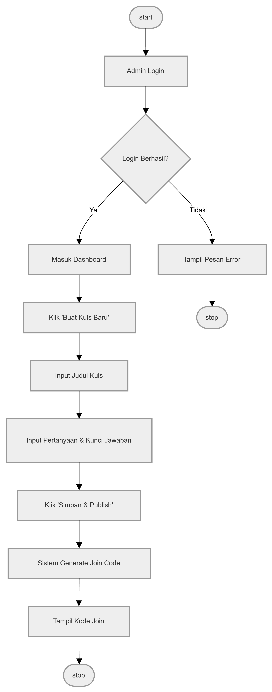 start
Admin Login
Login Berhasil?
Ya
Tidak
Masuk Dashboard
Tampil Pesan Error
Klik 'Buat Kuis Baru'
stop
Input Judul Kuis
Input Pertanyaan & Kunci Jawaban
Klik 'Simpan & Publish'
Sistem Generate Join Code
Tampil Kode Join
stop